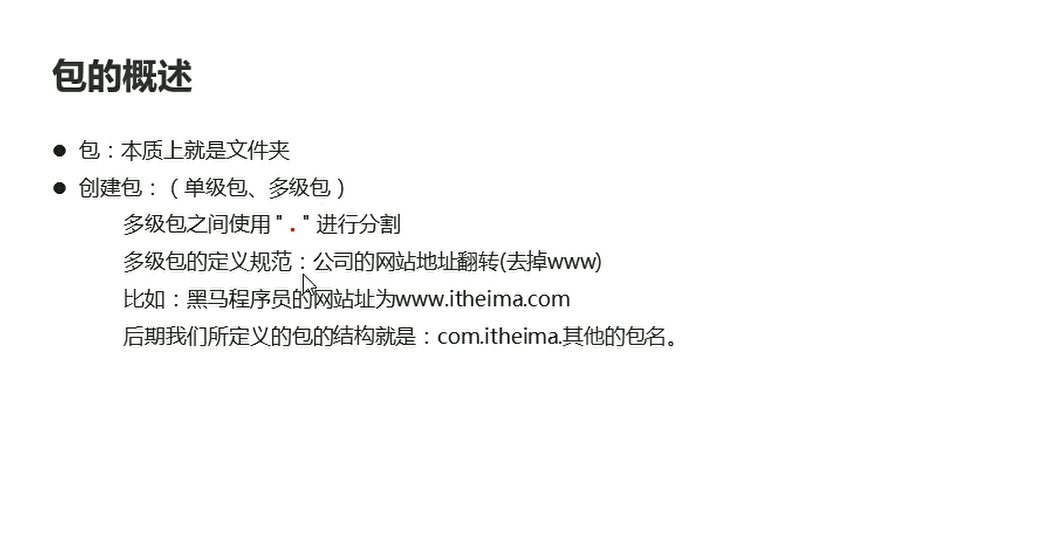 包的概述
● 包：本质上就是文件夹
● 创建包：（单级包、多级包）
多级包之间使用 " . " 进行分割
多级包的定义规范：公司的网站地址翻转(去掉www)
比如：黑马程序员的网站址为www.itheima.com
后期我们所定义的包的结构就是：com.itheima.其他的包名。